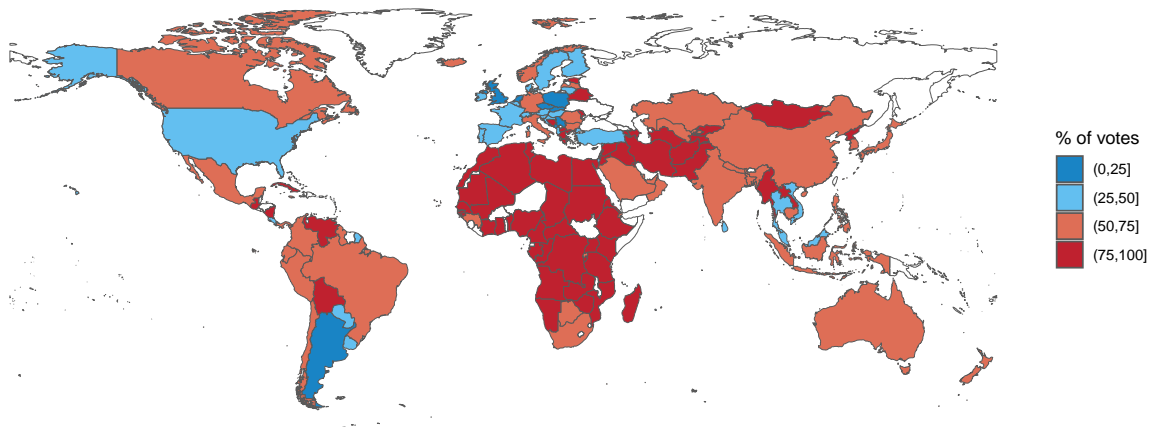 % of votes
(0,25]
(25,50]
(50,75]
(75,100]